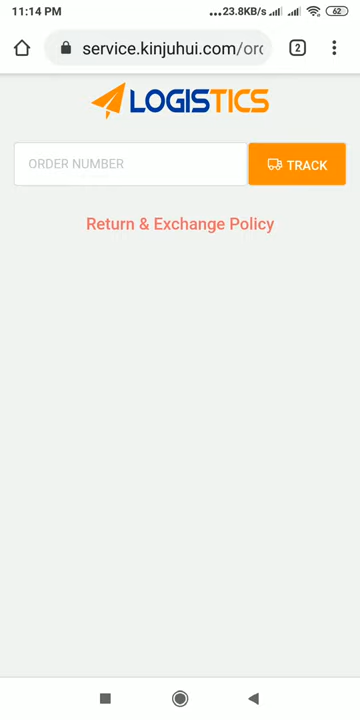 11:14 PM
...23.8KB/s
62
service.kinjuhui.com/orc
2
LOGISTICS
ORDER NUMBER
TRACK
Return & Exchange Policy